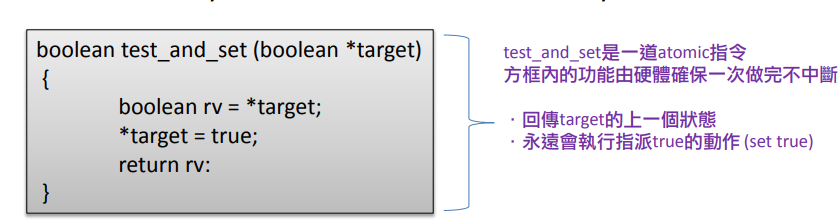 boolean test_and_set (boolean *target)
{
boolean rv = *target;
*target = true;
return rv:
}
test_and_set是一道atomic指令
方框內的功能由硬體確保一次做完不中斷
．回傳target的上一個狀態
．永遠會執行指派true的動作 (set true)